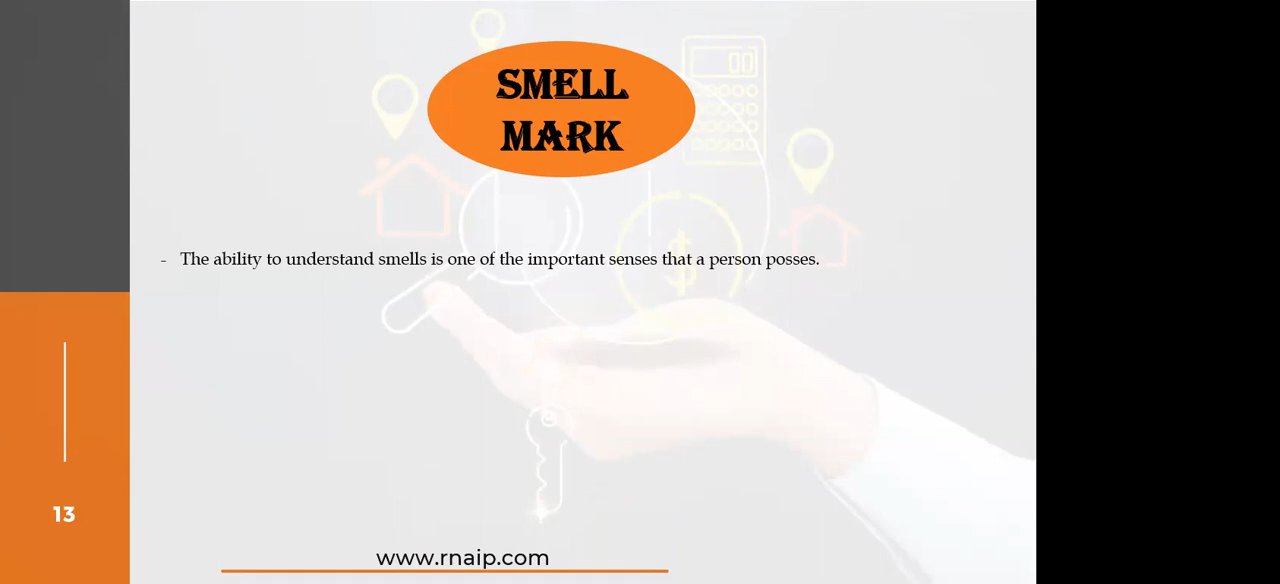 SMELL
MARK
- The ability to understand smells is one of the important senses that a person posses.
13
www.rnaip.com